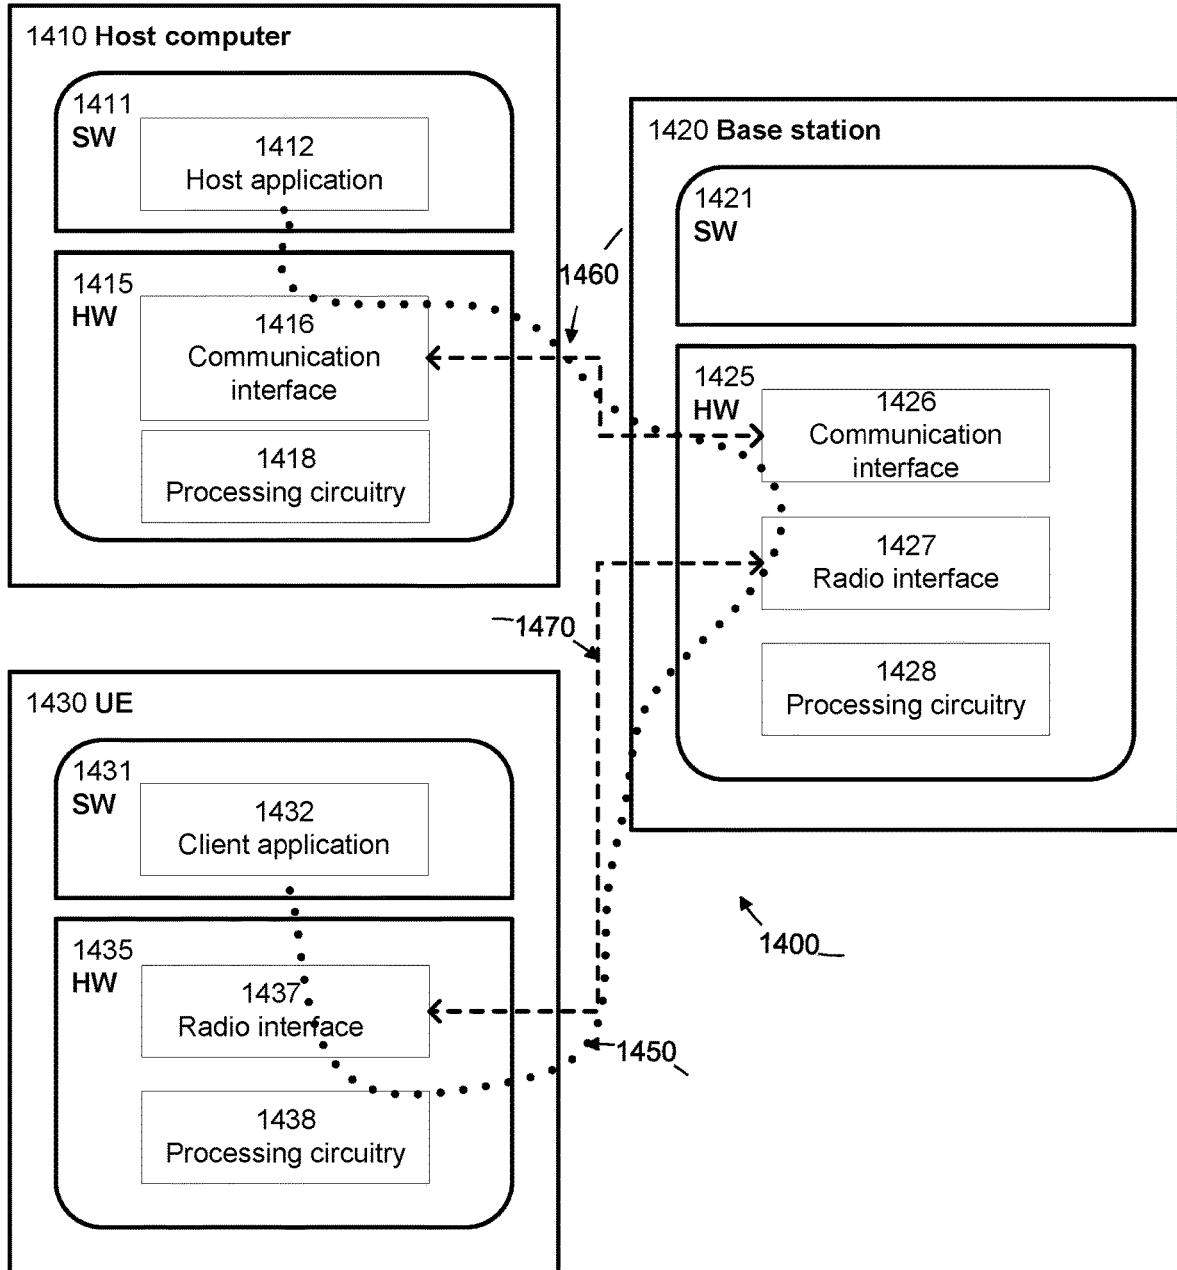 1410 Host computer
1411
SW
1412
Host application
1415
HW
1416
Communication
interface
1418
Processing circuitry
1460
1420 Base station
1421
SW
1425
HW
1426
Communication
interface
1427
Radio interface
1428
Processing circuitry
1470
1430 UE
1431
SW
1432
Client application
1435
HW
1437
Radio interface
1438
Processing circuitry
1400
1450